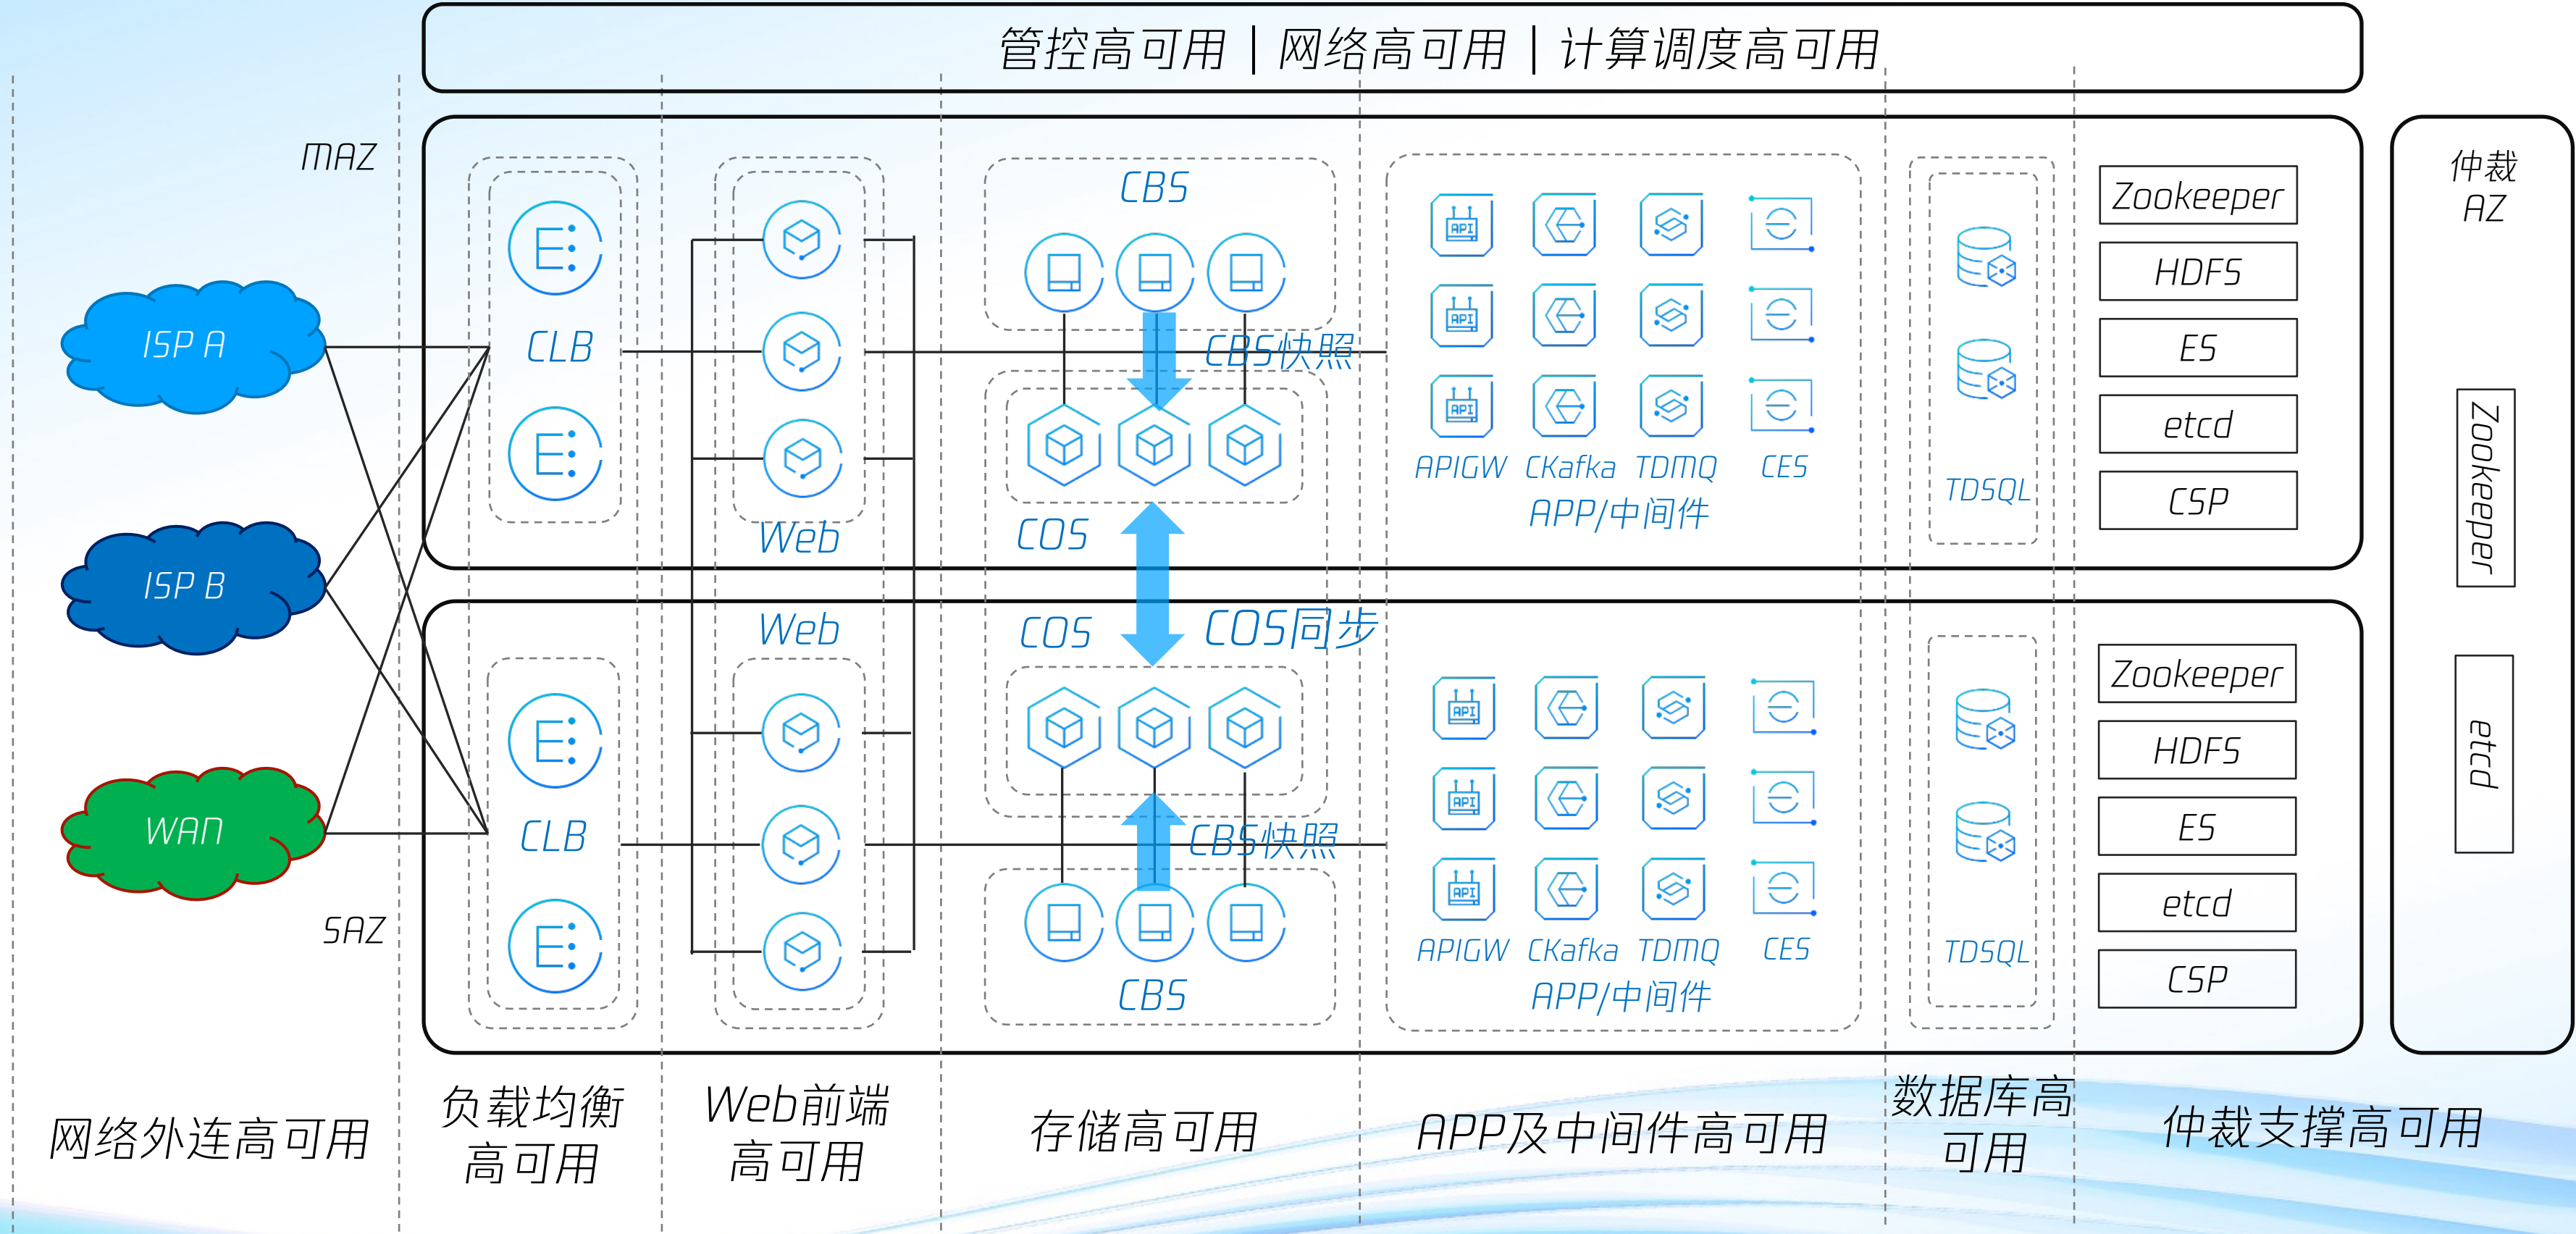 管控高可用 | 网络高可用 | 计算调度高可用
MAZ
ISP A
ISP B
WAN
SAZ
CLB
Web
CBS
CBS快照
COS
APIGW CKafka TDMQ CES
APP/中间件
TDSQL
Zookeeper
HDFS
ES
etcd
CSP
COS同步
CLB
Web
COS
CBS快照
CBS
APIGW CKafka TDMQ CES
APP/中间件
TDSQL
Zookeeper
HDFS
ES
etcd
CSP
仲裁
AZ
Zookeeper
etcd
网络外连高可用
负载均衡
高可用
Web前端
高可用
存储高可用
APP及中间件高可用
数据库高
可用
仲裁支撑高可用